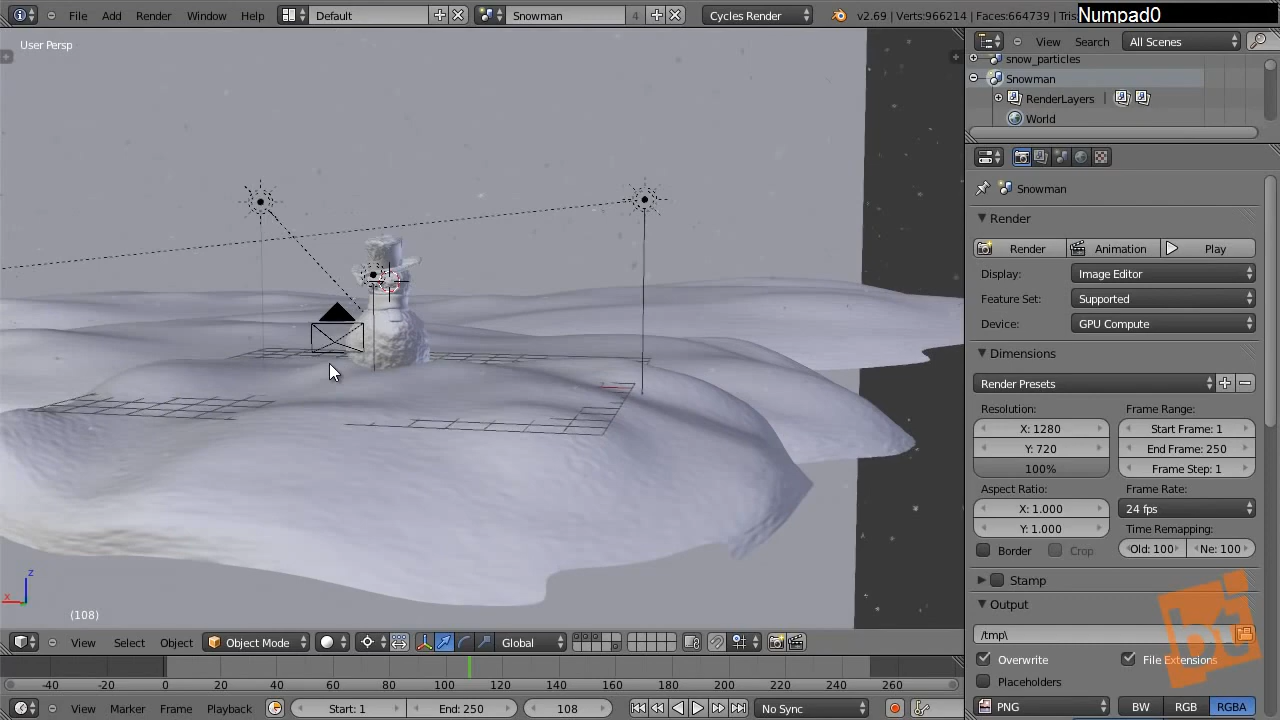 File Add Render Window Help Default Snowman 4 Cycles Render v2.69 | Verts:966214 | Faces:664739 | Tris: Numpad0
User Persp
View Search All Scenes
snow_particles
Snowman
RenderLayers
World
Snowman
Render
Render Animation Play
Display: Image Editor
Feature Set: Supported
Device: GPU Compute
Dimensions
Render Presets
Resolution: Frame Range:
X: 1280 Start Frame: 1
Y: 720 End Frame: 250
100% Frame Step: 1
Aspect Ratio: Frame Rate:
X: 1.000 24 fps
Y: 1.000 Time Remapping:
Border Crop Old: 100 Ne: 100
Stamp
Output
/tmp\
Overwrite File Extensions
Placeholders
PNG BW RGB RGBA
z
x
(108)
bt
View Select Object Object Mode Global
-40 -20 0 20 40 60 80 100 120 140 160 180 200 220 240 260
View Marker Frame Playback Start: 1 End: 250 108 No Sync